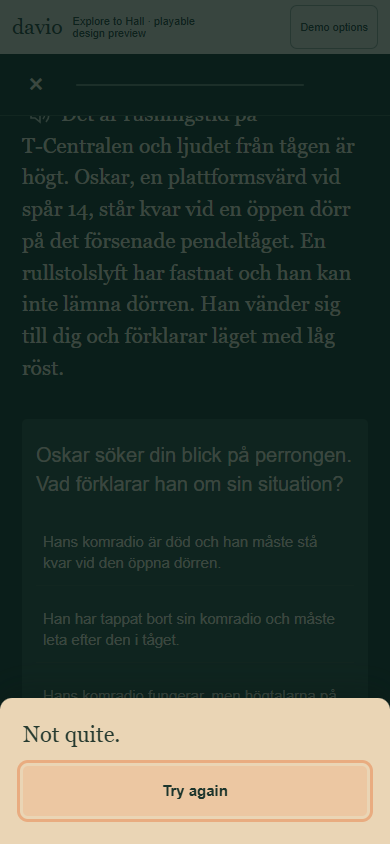 davio
Explore to Hall · playable
design preview
Demo options
×
Det är rusningstid på
T-Centralen och ljudet från tågen är
högt. Oskar, en plattformsvärd vid
spår 14, står kvar vid en öppen dörr
på det försenade pendeltåget. En
rullstolslyft har fastnat och han kan
inte lämna dörren. Han vänder sig
till dig och förklarar läget med låg
röst.
Oskar söker din blick på perrongen.
Vad förklarar han om sin situation?
Hans komradio är död och han måste stå
kvar vid den öppna dörren.
Han har tappat bort sin komradio och måste
leta efter den i tåget.
Hans komradio fungerar, men högtalarna på
Not quite.
Try again